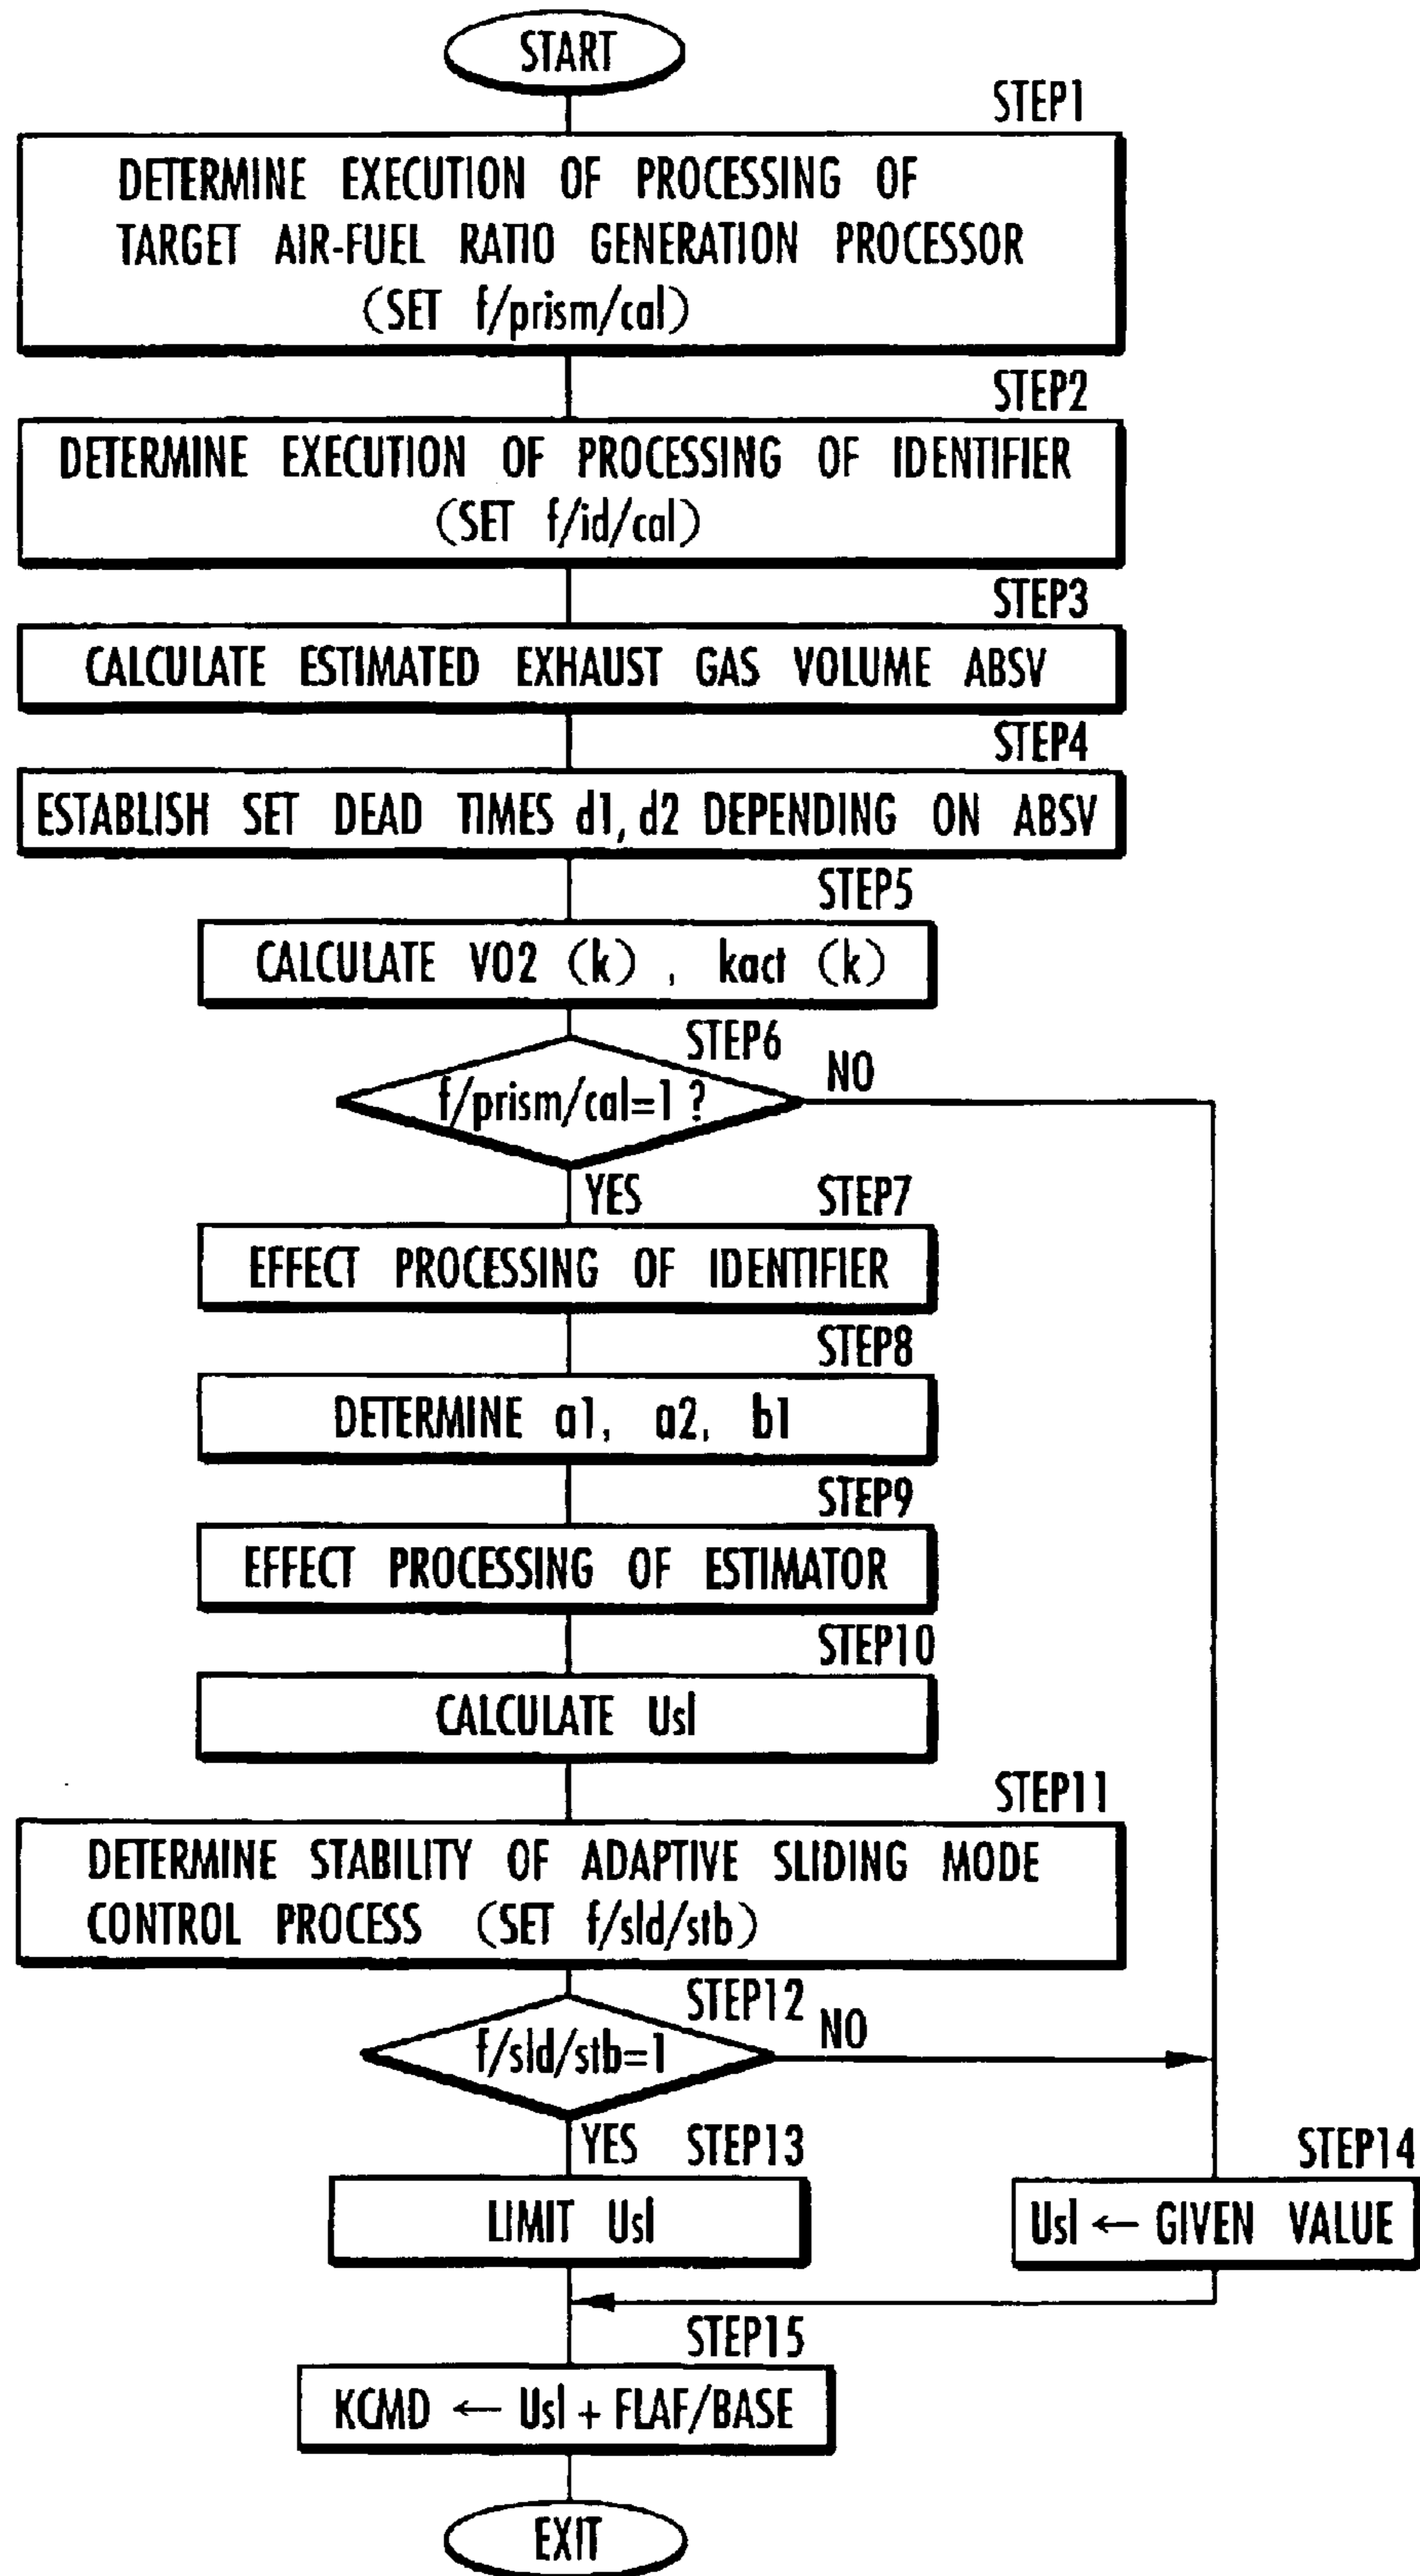 START
STEP1
DETERMINE EXECUTION OF PROCESSING OF
TARGET AIR-FUEL RATIO GENERATION PROCESSOR
(SET f/prism/cal)
STEP2
DETERMINE EXECUTION OF PROCESSING OF IDENTIFIER
(SET f/id/cal)
STEP3
CALCULATE ESTIMATED EXHAUST GAS VOLUME ABSV
STEP4
ESTABLISH SET DEAD TIMES d1, d2 DEPENDING ON ABSV
STEP5
CALCULATE VO2 (k) , kact (k)
STEP6
f/prism/cal=1 ?
NO
YES
STEP7
EFFECT PROCESSING OF IDENTIFIER
STEP8
DETERMINE a1, a2, b1
STEP9
EFFECT PROCESSING OF ESTIMATOR
STEP10
CALCULATE Usl
STEP11
DETERMINE STABILITY OF ADAPTIVE SLIDING MODE
CONTROL PROCESS (SET f/sld/stb)
STEP12
f/sld/stb=1
NO
YES
STEP13
LIMIT Usl
STEP14
Usl ← GIVEN VALUE
STEP15
KCMD ← Usl + FLAF/BASE
EXIT